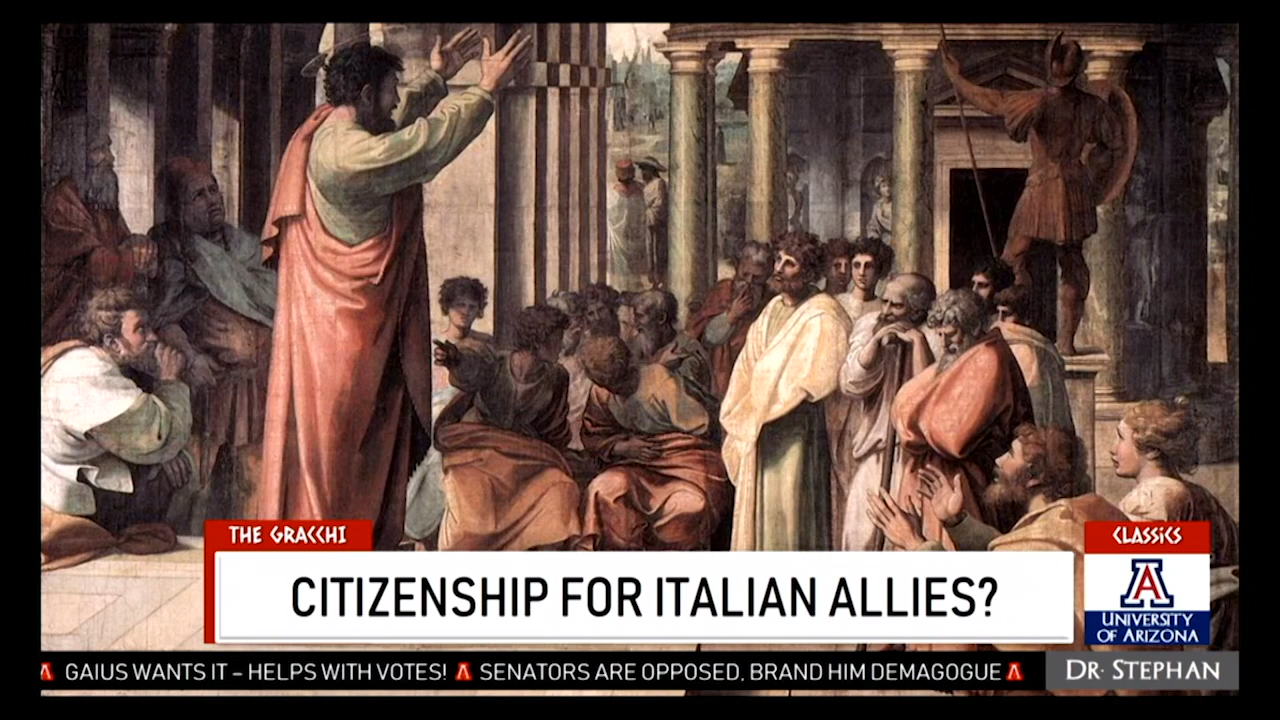 THE GRACCHI
CLASSICS
CITIZENSHIP FOR ITALIAN ALLIES?
A
UNIVERSITY
OF ARIZONA
GAIUS WANTS IT – HELPS WITH VOTES! A SENATORS ARE OPPOSED, BRAND HIM DEMAGOGUE A
DR. STEPHAN